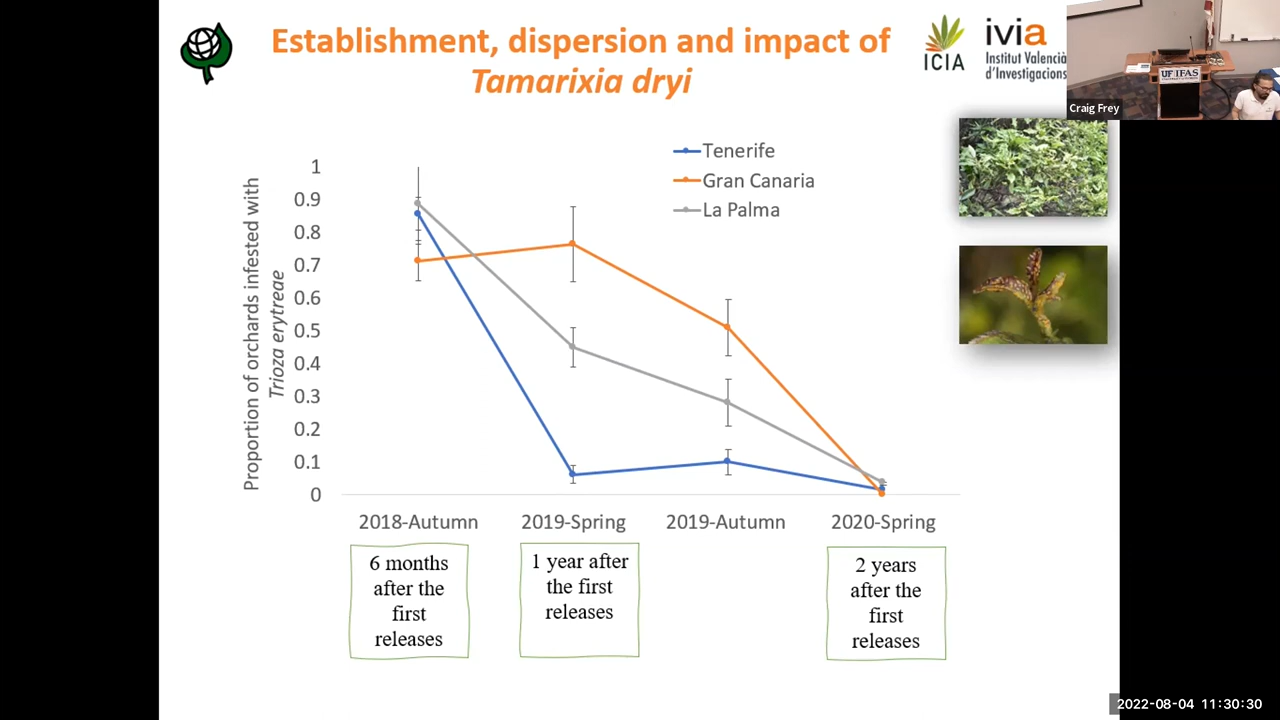 Establishment, dispersion and impact of
Tamarixia dryi
ICIA
ivia
Institut Valencià
d'Investigacions
UF IFAS
Craig Frey
Tenerife
Gran Canaria
La Palma
Proportion of orchards infested with
Trioza erytreae
1
0.9
0.8
0.7
0.6
0.5
0.4
0.3
0.2
0.1
0
2018-Autumn
2019-Spring
2019-Autumn
2020-Spring
6 months
after the
first
releases
1 year after
the first
releases
2 years
after the
first
releases
2022-08-04 11:30:30